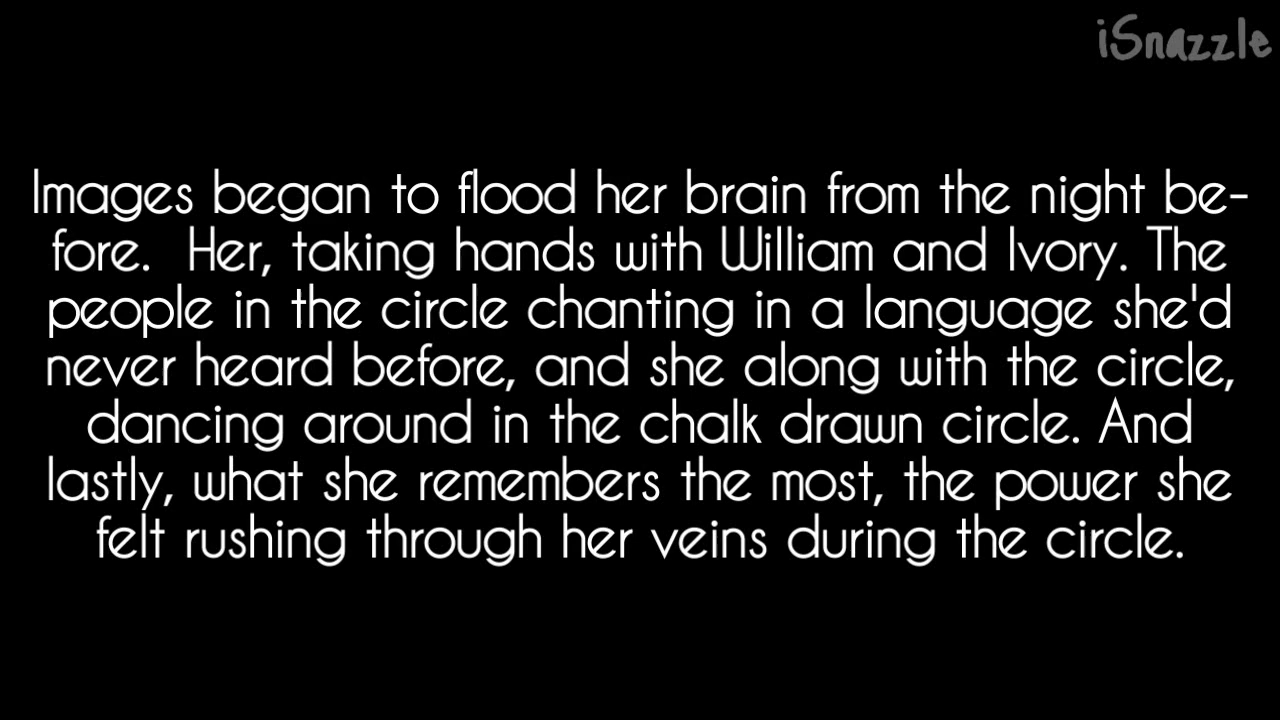 iSnazzle
Images began to flood her brain from the night be-
fore.  Her, taking hands with William and Ivory. The
people in the circle chanting in a language she'd
never heard before, and she along with the circle,
dancing around in the chalk drawn circle. And
lastly, what she remembers the most, the power she
felt rushing through her veins during the circle.